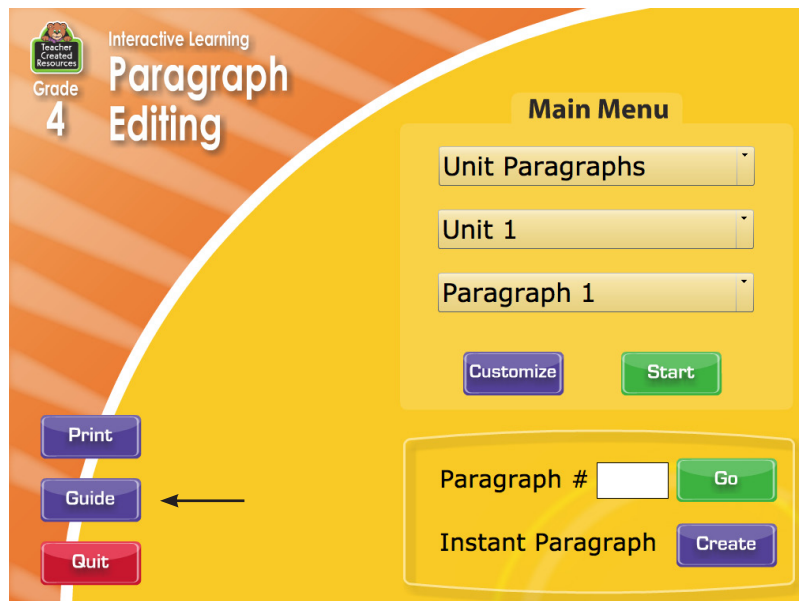 Teacher
Created
Resources
Grade
4
Interactive Learning
Paragraph
Editing
Main Menu
Unit Paragraphs
Unit 1
Paragraph 1
Customize
Start
Print
Guide
Quit
Paragraph #
Go
Instant Paragraph
Create